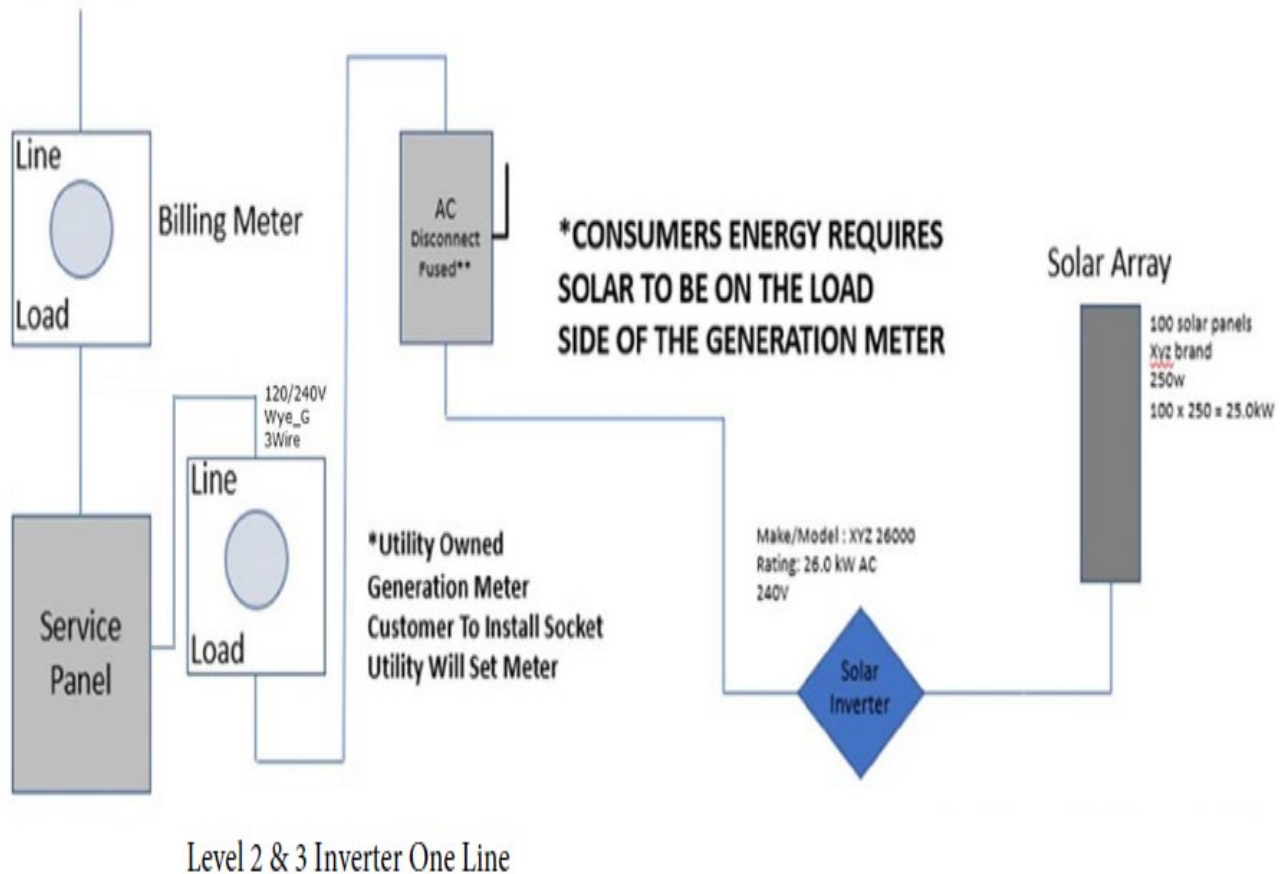 Line
Load
Billing Meter
Service
Panel
120/240V
Wye_G
3Wire
Line
Load
*Utility Owned
Generation Meter
Customer To Install Socket
Utility Will Set Meter
AC
Disconnect
Fused**
*CONSUMERS ENERGY REQUIRES
SOLAR TO BE ON THE LOAD
SIDE OF THE GENERATION METER
Make/Model : XYZ 26000
Rating: 26.0 kW AC
240V
Solar
Inverter
Solar Array
100 solar panels
Xyz brand
250w
100 x 250 = 25.0kW
Level 2 & 3 Inverter One Line